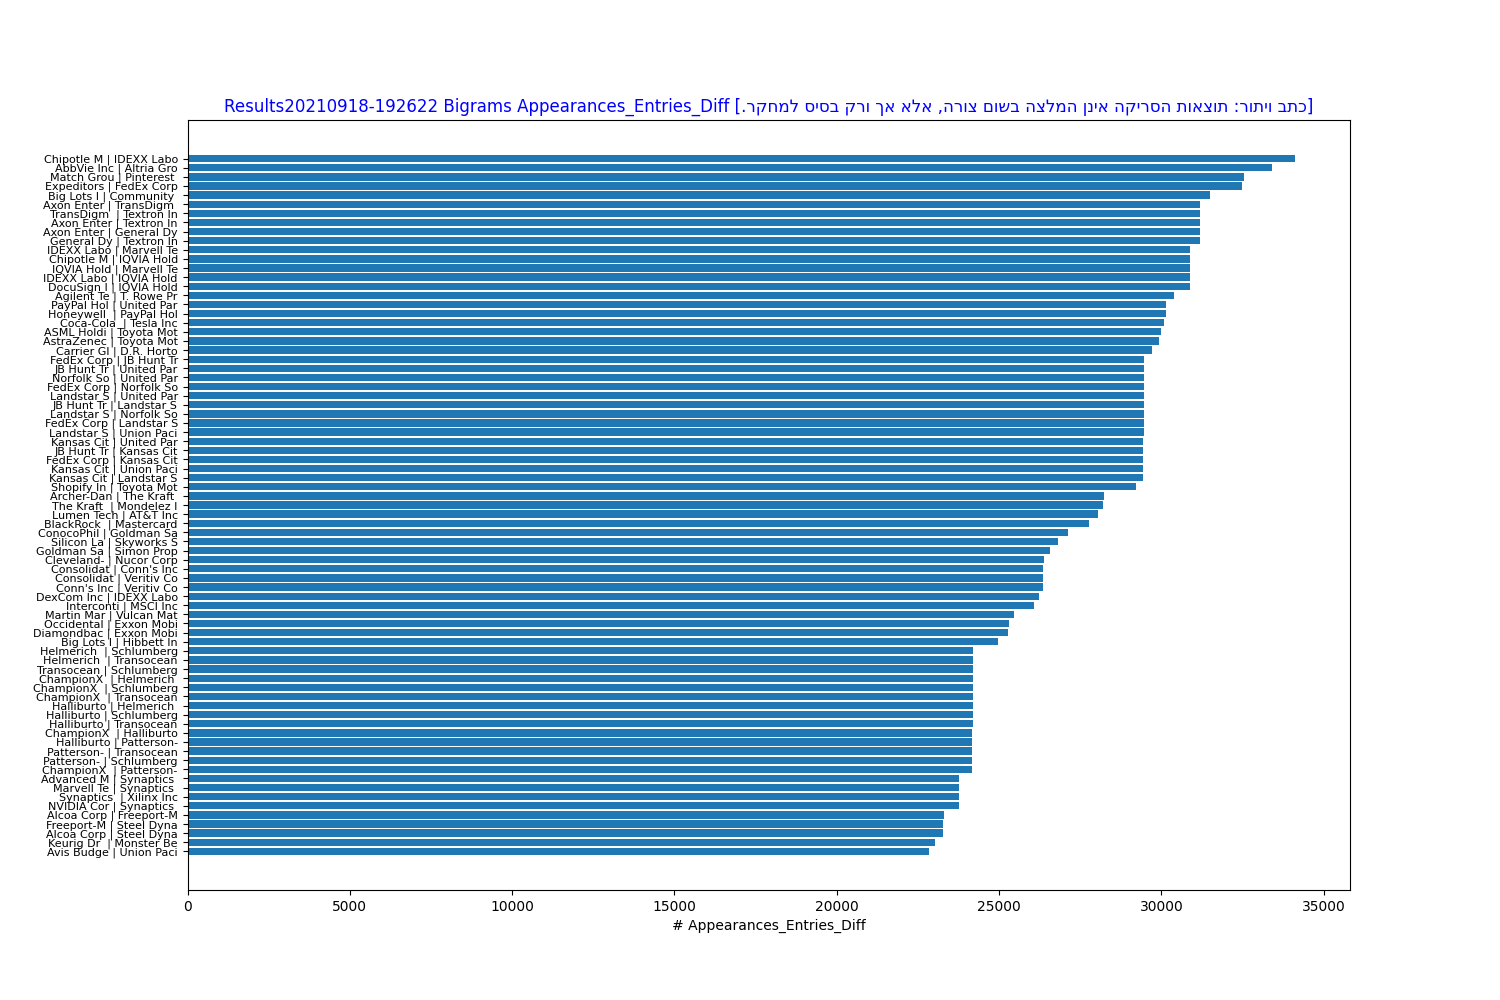 Results20210918-192622 Bigrams Appearances_Entries_Diff [כתב ויתור: תוצאות הסריקה אינן המלצה בשום צורה, אלא אך ורק בסיס למחקר.]
Chipotle M | IDEXX Labo
AbbVie Inc | Altria Gro
Match Grou | Pinterest
Expeditors | FedEx Corp
Big Lots I | Community
Axon Enter | TransDigm
TransDigm | Textron In
Axon Enter | Textron In
Axon Enter | General Dy
General Dy | Textron In
IDEXX Labo | Marvell Te
Chipotle M | IQVIA Hold
IQVIA Hold | Marvell Te
IDEXX Labo | IQVIA Hold
DocuSign I | IQVIA Hold
Agilent Te | T. Rowe Pr
PayPal Hol | United Par
Honeywell | PayPal Hol
Coca-Cola | Tesla Inc
ASML Holdi | Toyota Mot
AstraZenec | Toyota Mot
Carrier Gl | D.R. Horto
FedEx Corp | JB Hunt Tr
JB Hunt Tr | United Par
Norfolk So | United Par
FedEx Corp | Norfolk So
Landstar S | United Par
JB Hunt Tr | Landstar S
Landstar S | Norfolk So
FedEx Corp | Landstar S
Landstar S | Union Paci
Kansas Cit | United Par
JB Hunt Tr | Kansas Cit
FedEx Corp | Kansas Cit
Kansas Cit | Union Paci
Kansas Cit | Landstar S
Shopify In | Toyota Mot
Archer-Dan | The Kraft
The Kraft | Mondelez I
Lumen Tech | AT&T Inc
BlackRock | Mastercard
ConocoPhil | Goldman Sa
Silicon La | Skyworks S
Goldman Sa | Simon Prop
Cleveland- | Nucor Corp
Consolidat | Conn's Inc
Consolidat | Veritiv Co
Conn's Inc | Veritiv Co
DexCom Inc | IDEXX Labo
Interconti | MSCI Inc
Martin Mar | Vulcan Mat
Occidental | Exxon Mobi
Diamondbac | Exxon Mobi
Big Lots I | Hibbett In
Helmerich | Schlumberg
Helmerich | Transocean
Transocean | Schlumberg
ChampionX | Helmerich
ChampionX | Schlumberg
ChampionX | Transocean
Halliburto | Helmerich
Halliburto | Schlumberg
Halliburto | Transocean
ChampionX | Halliburto
Halliburto | Patterson-
Patterson- | Transocean
Patterson- | Schlumberg
ChampionX | Patterson-
Advanced M | Synaptics
Marvell Te | Synaptics
Synaptics | Xilinx Inc
NVIDIA Cor | Synaptics
Alcoa Corp | Freeport-M
Freeport-M | Steel Dyna
Alcoa Corp | Steel Dyna
Keurig Dr | Monster Be
Avis Budge | Union Paci
0 5000 10000 15000 20000 25000 30000 35000
# Appearances_Entries_Diff